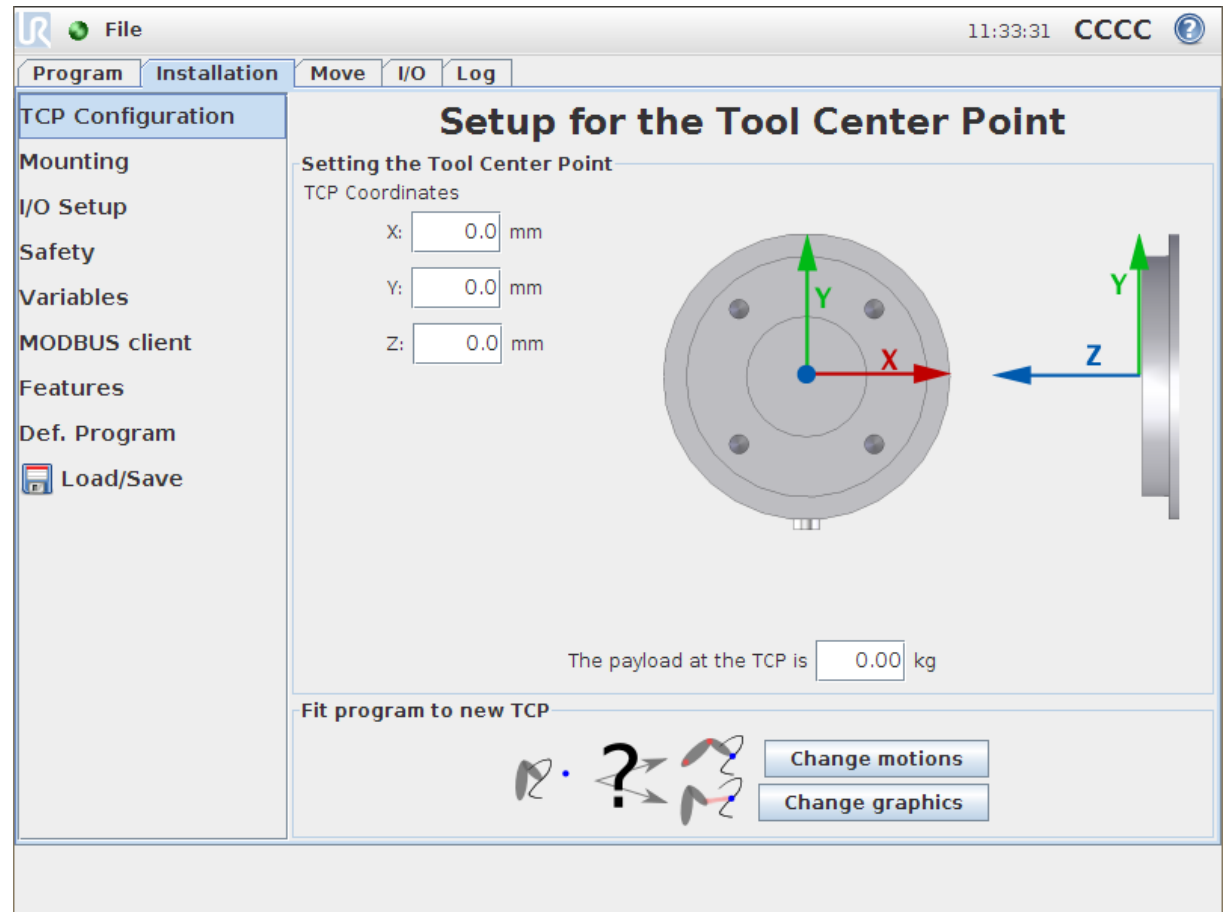 UR File 11:33:31 CCCC ?
Program Installation Move I/O Log
TCP Configuration
Mounting
I/O Setup
Safety
Variables
MODBUS client
Features
Def. Program
Load/Save
Setup for the Tool Center Point
Setting the Tool Center Point
TCP Coordinates
X: 0.0 mm
Y: 0.0 mm
Z: 0.0 mm
Y
X
Y
Z
The payload at the TCP is 0.00 kg
Fit program to new TCP
?
Change motions
Change graphics